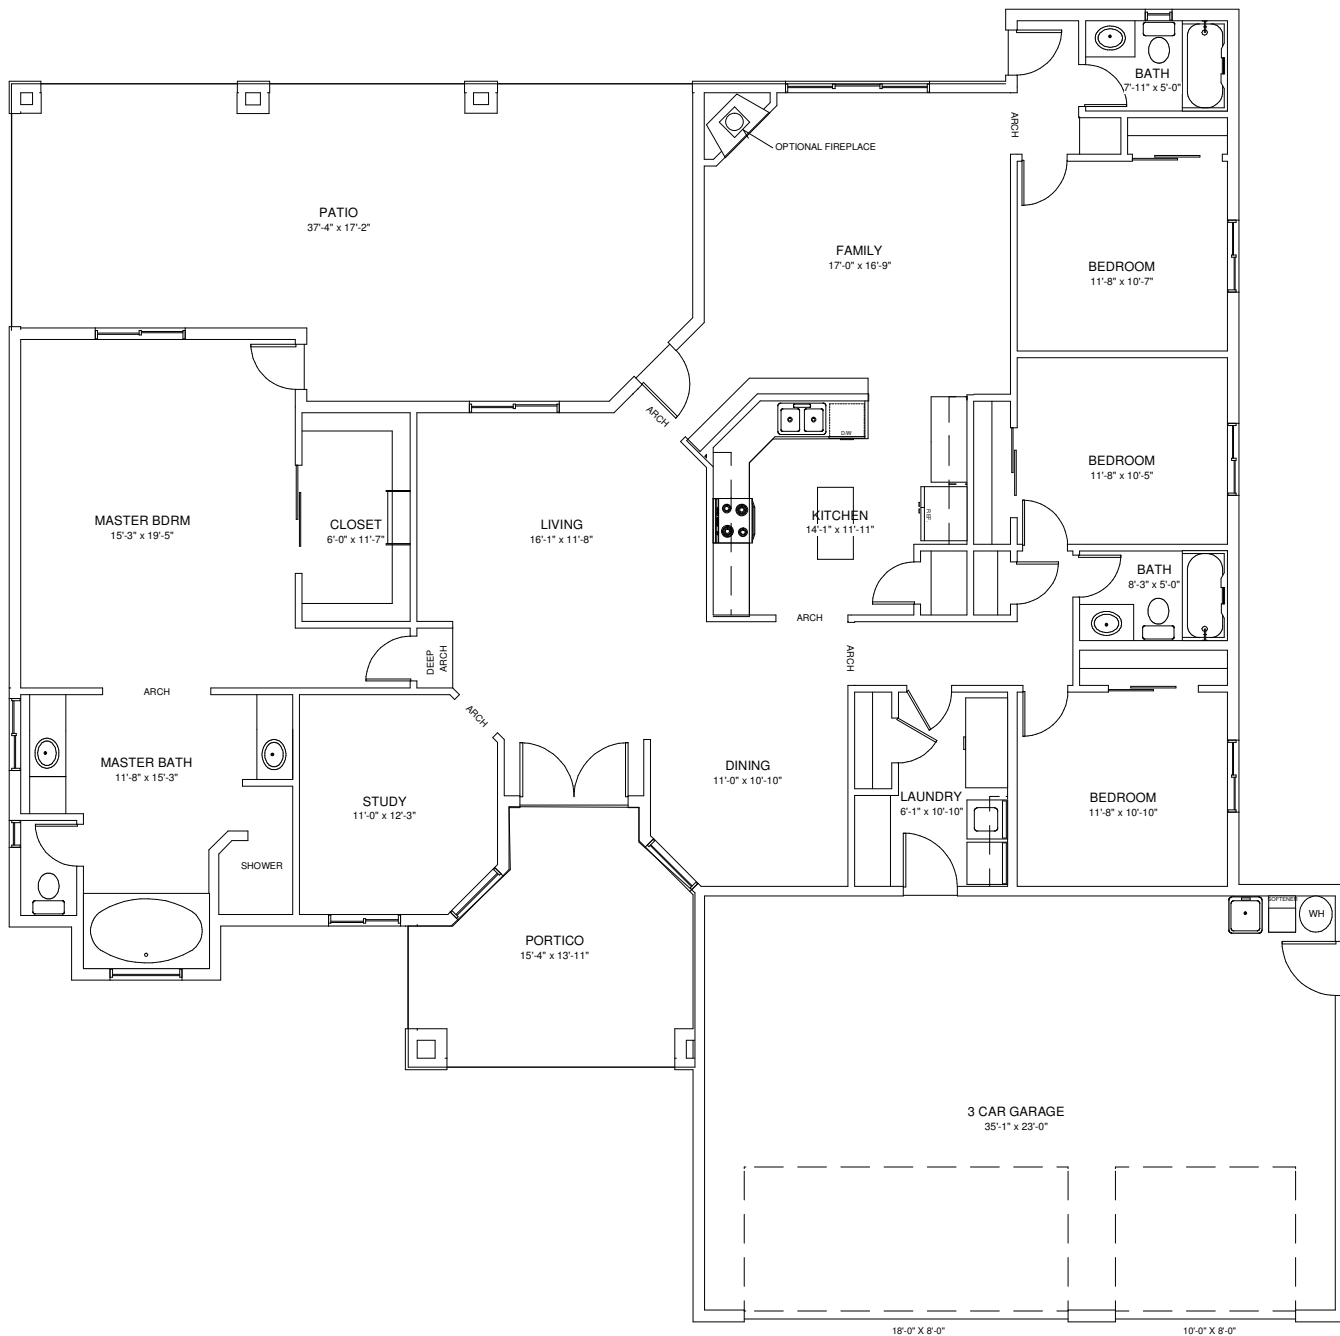 BATH
7'-11" x 5'-0"
ARCH
OPTIONAL FIREPLACE
PATIO
37'-4" x 17'-2"
FAMILY
17'-0" x 16'-9"
BEDROOM
11'-8" x 10'-7"
ARCH
D/W
BEDROOM
11'-8" x 10'-5"
MASTER BDRM
15'-3" x 19'-5"
CLOSET
6'-0" x 11'-7"
LIVING
16'-1" x 11'-8"
KITCHEN
14'-1" x 11'-11"
REF.
BATH
8'-3" x 5'-0"
ARCH
DEEP
ARCH
ARCH
ARCH
ARCH
MASTER BATH
11'-8" x 15'-3"
DINING
11'-0" x 10'-10"
STUDY
11'-0" x 12'-3"
LAUNDRY
6'-1" x 10'-10"
BEDROOM
11'-8" x 10'-10"
SHOWER
SOFTENER
WH
PORTICO
15'-4" x 13'-11"
3 CAR GARAGE
35'-1" x 23'-0"
18'-0" X 8'-0"
10'-0" X 8'-0"